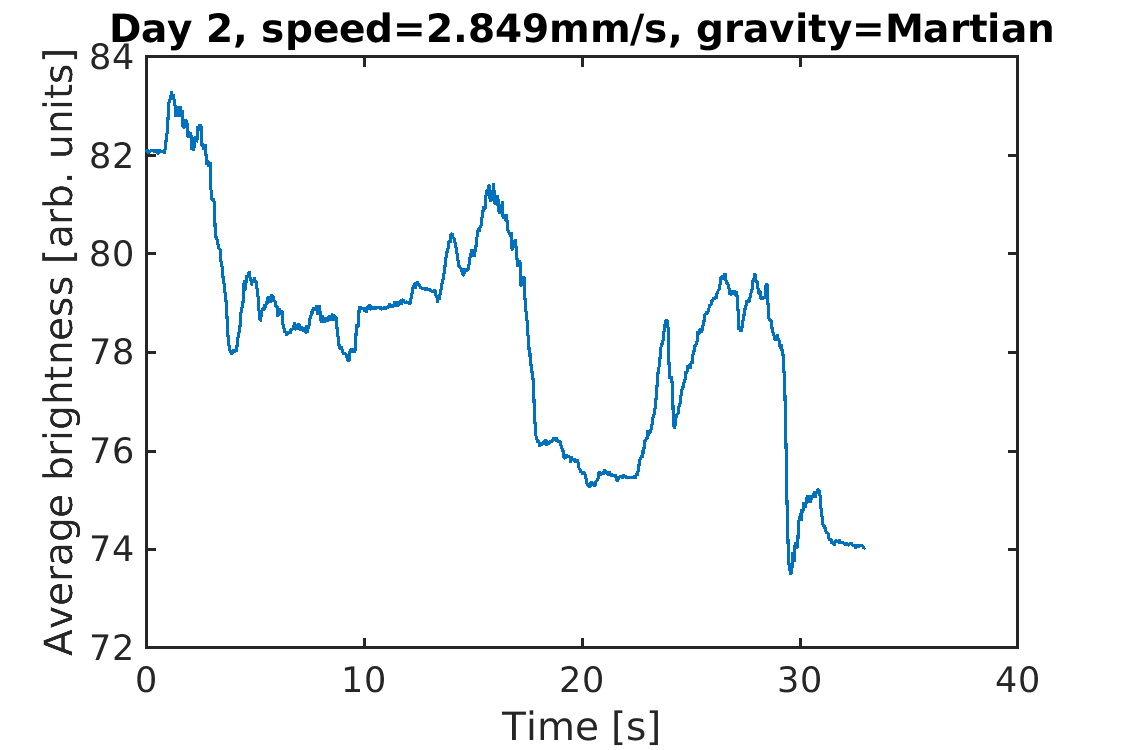 Day 2, speed=2.849mm/s, gravity=Martian
Average brightness [arb. units]
84
82
80
78
76
74
72
0 10 20 30 40
Time [s]